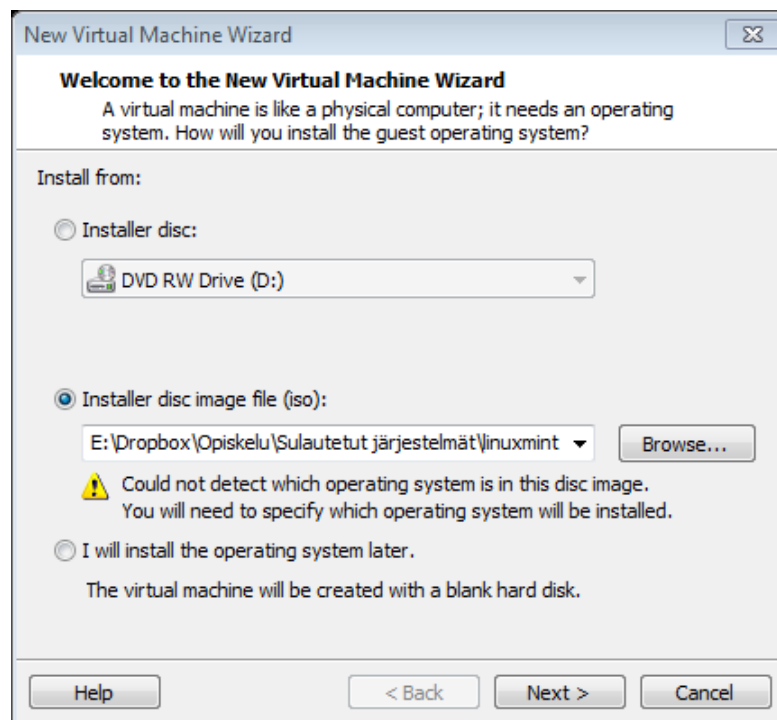 New Virtual Machine Wizard
Welcome to the New Virtual Machine Wizard
A virtual machine is like a physical computer; it needs an operating
system. How will you install the guest operating system?
Install from:
Installer disc:
DVD RW Drive (D:)
Installer disc image file (iso):
E:\Dropbox\Opiskelu\Sulautetut järjestelmät\linuxmint
Browse...
Could not detect which operating system is in this disc image.
You will need to specify which operating system will be installed.
I will install the operating system later.
The virtual machine will be created with a blank hard disk.
Help
< Back
Next >
Cancel